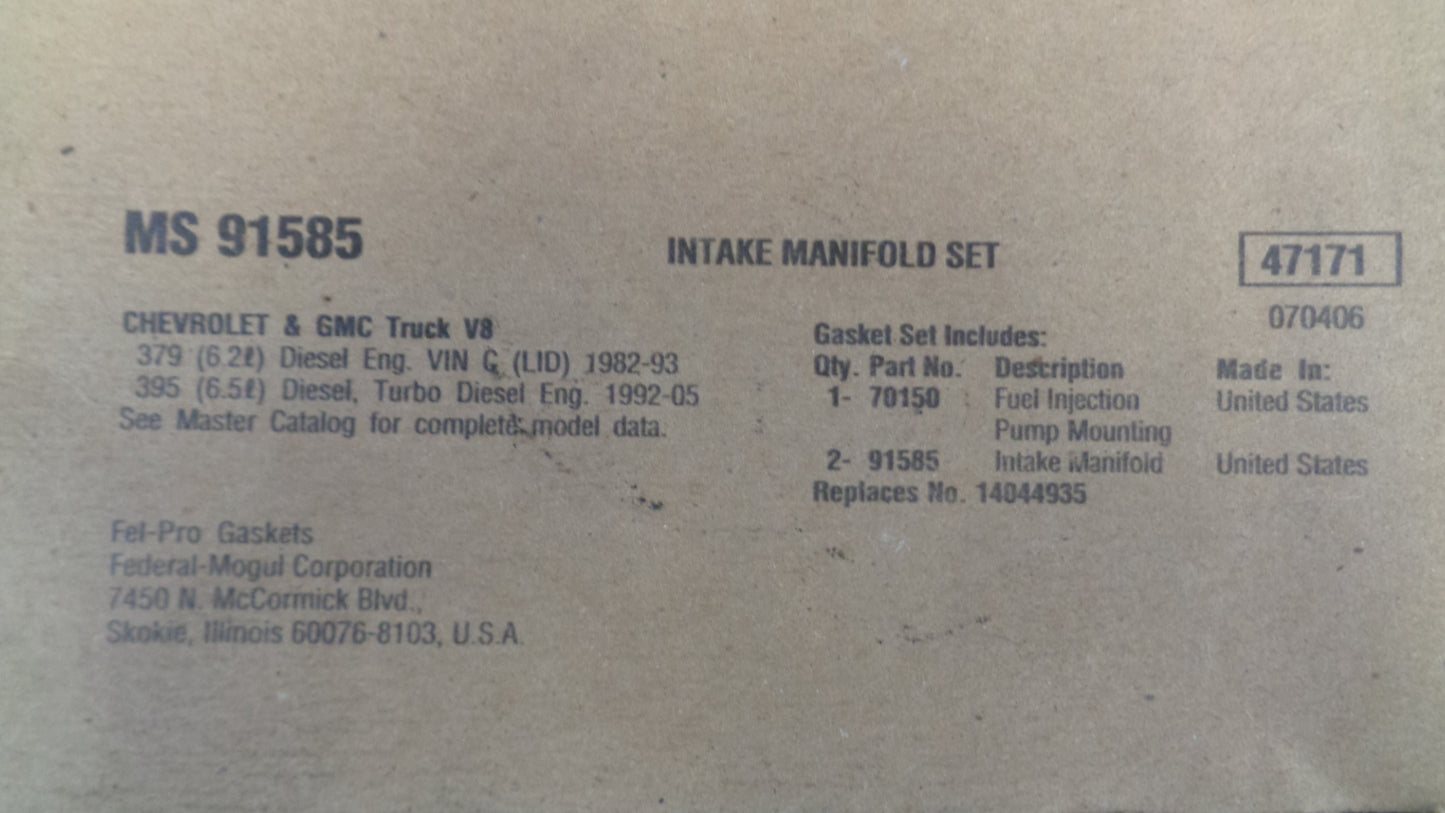 MS 91585
INTAKE MANIFOLD SET
47171
070406
CHEVROLET & GMC Truck V8
379 (6.2ℓ) Diesel Eng. VIN C, (LID) 1982-93
395 (6.5ℓ) Diesel, Turbo Diesel Eng. 1992-05
See Master Catalog for complete model data.
Gasket Set Includes:
Qty. Part No. Description Made In:
1- 70150 Fuel Injection United States
Pump Mounting
2- 91585 Intake Manifold United States
Replaces No. 14044935
Fel-Pro Gaskets
Federal-Mogul Corporation
7450 N. McCormick Blvd.,
Skokie, Illinois 60076-8103, U.S.A.